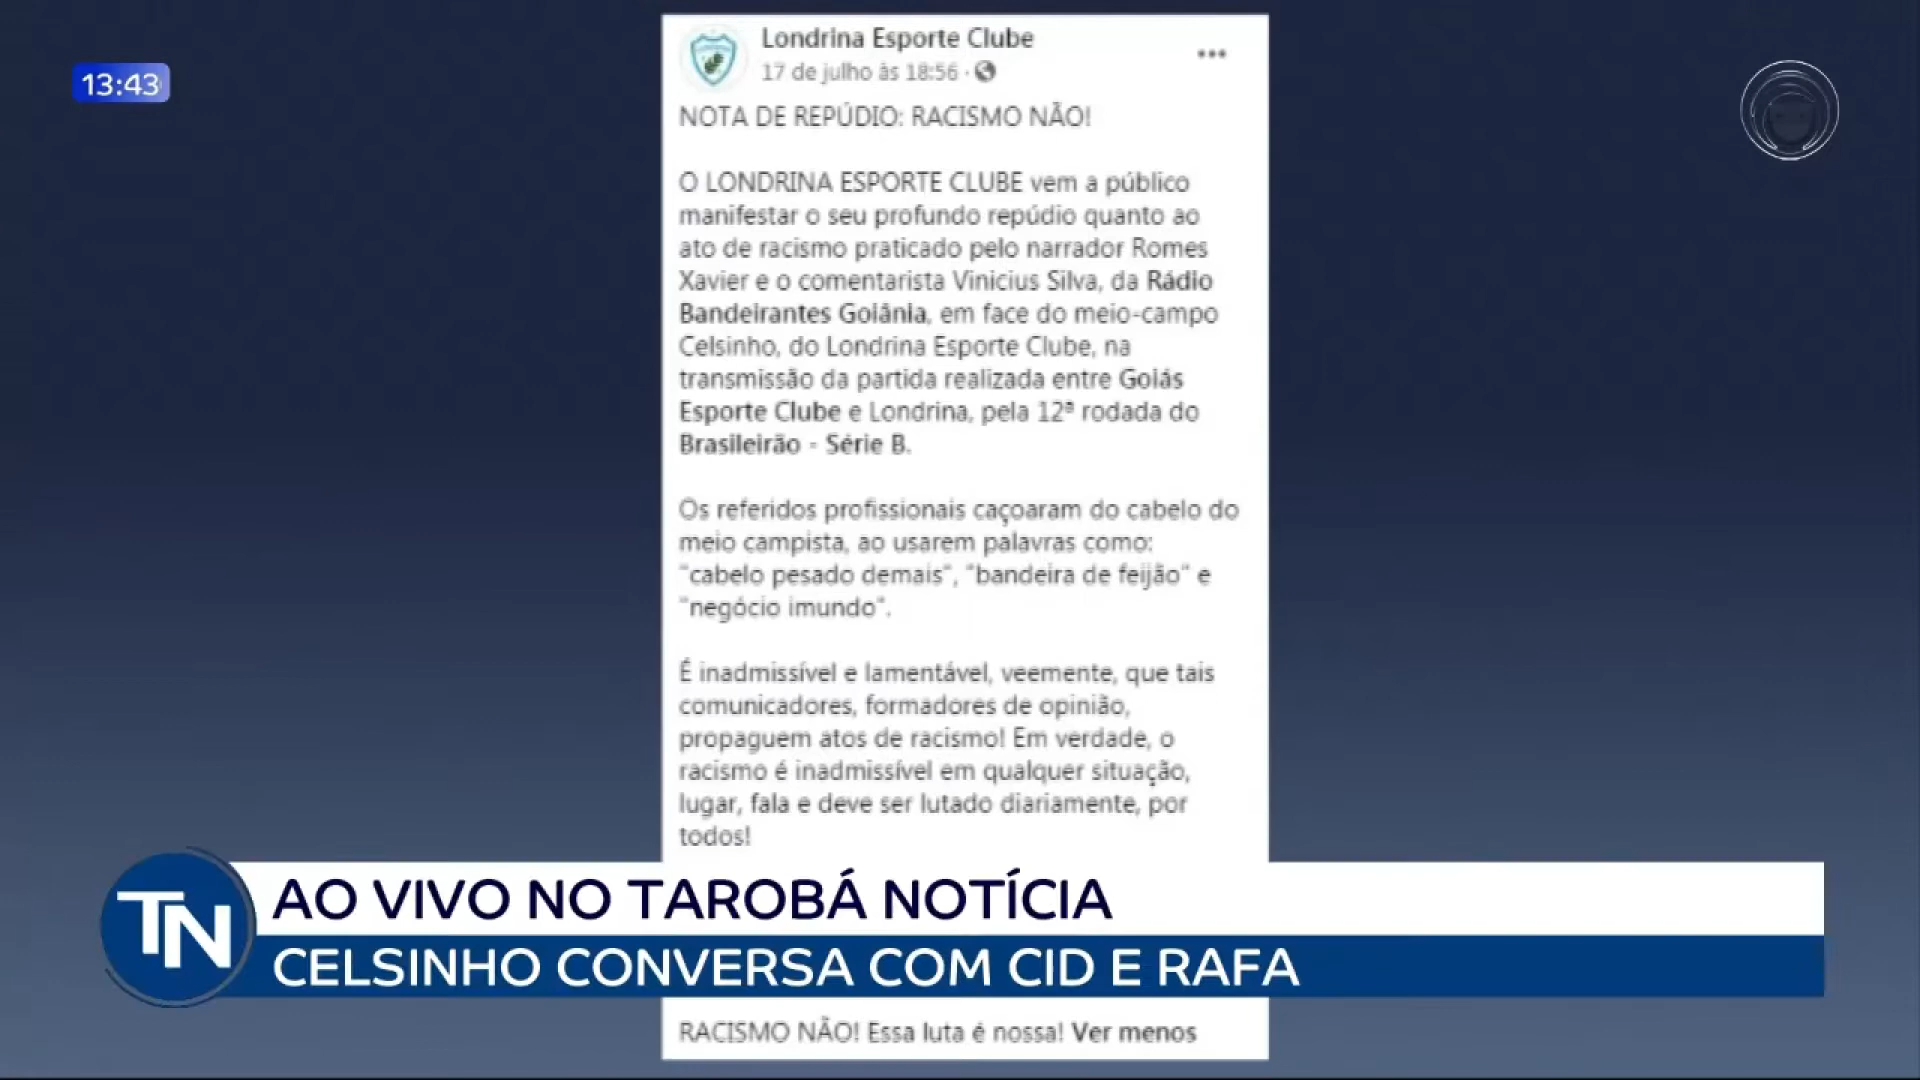 Londrina Esporte Clube
17 de julho às 18:56 ·
13:43
NOTA DE REPÚDIO: RACISMO NÃO!
O LONDRINA ESPORTE CLUBE vem a público
manifestar o seu profundo repúdio quanto ao
ato de racismo praticado pelo narrador Romes
Xavier e o comentarista Vinicius Silva, da Rádio
Bandeirantes Goiânia, em face do meio-campo
Celsinho, do Londrina Esporte Clube, na
transmissão da partida realizada entre Goiás
Esporte Clube e Londrina, pela 12ª rodada do
Brasileirão - Série B.
Os referidos profissionais caçoaram do cabelo do
meio campista, ao usarem palavras como:
"cabelo pesado demais", "bandeira de feijão" e
"negócio imundo".
É inadmissível e lamentável, veemente, que tais
comunicadores, formadores de opinião,
propaguem atos de racismo! Em verdade, o
racismo é inadmissível em qualquer situação,
lugar, fala e deve ser lutado diariamente, por
todos!
TN
AO VIVO NO TAROBÁ NOTÍCIA
CELSINHO CONVERSA COM CID E RAFA
RACISMO NÃO! Essa luta é nossa! Ver menos